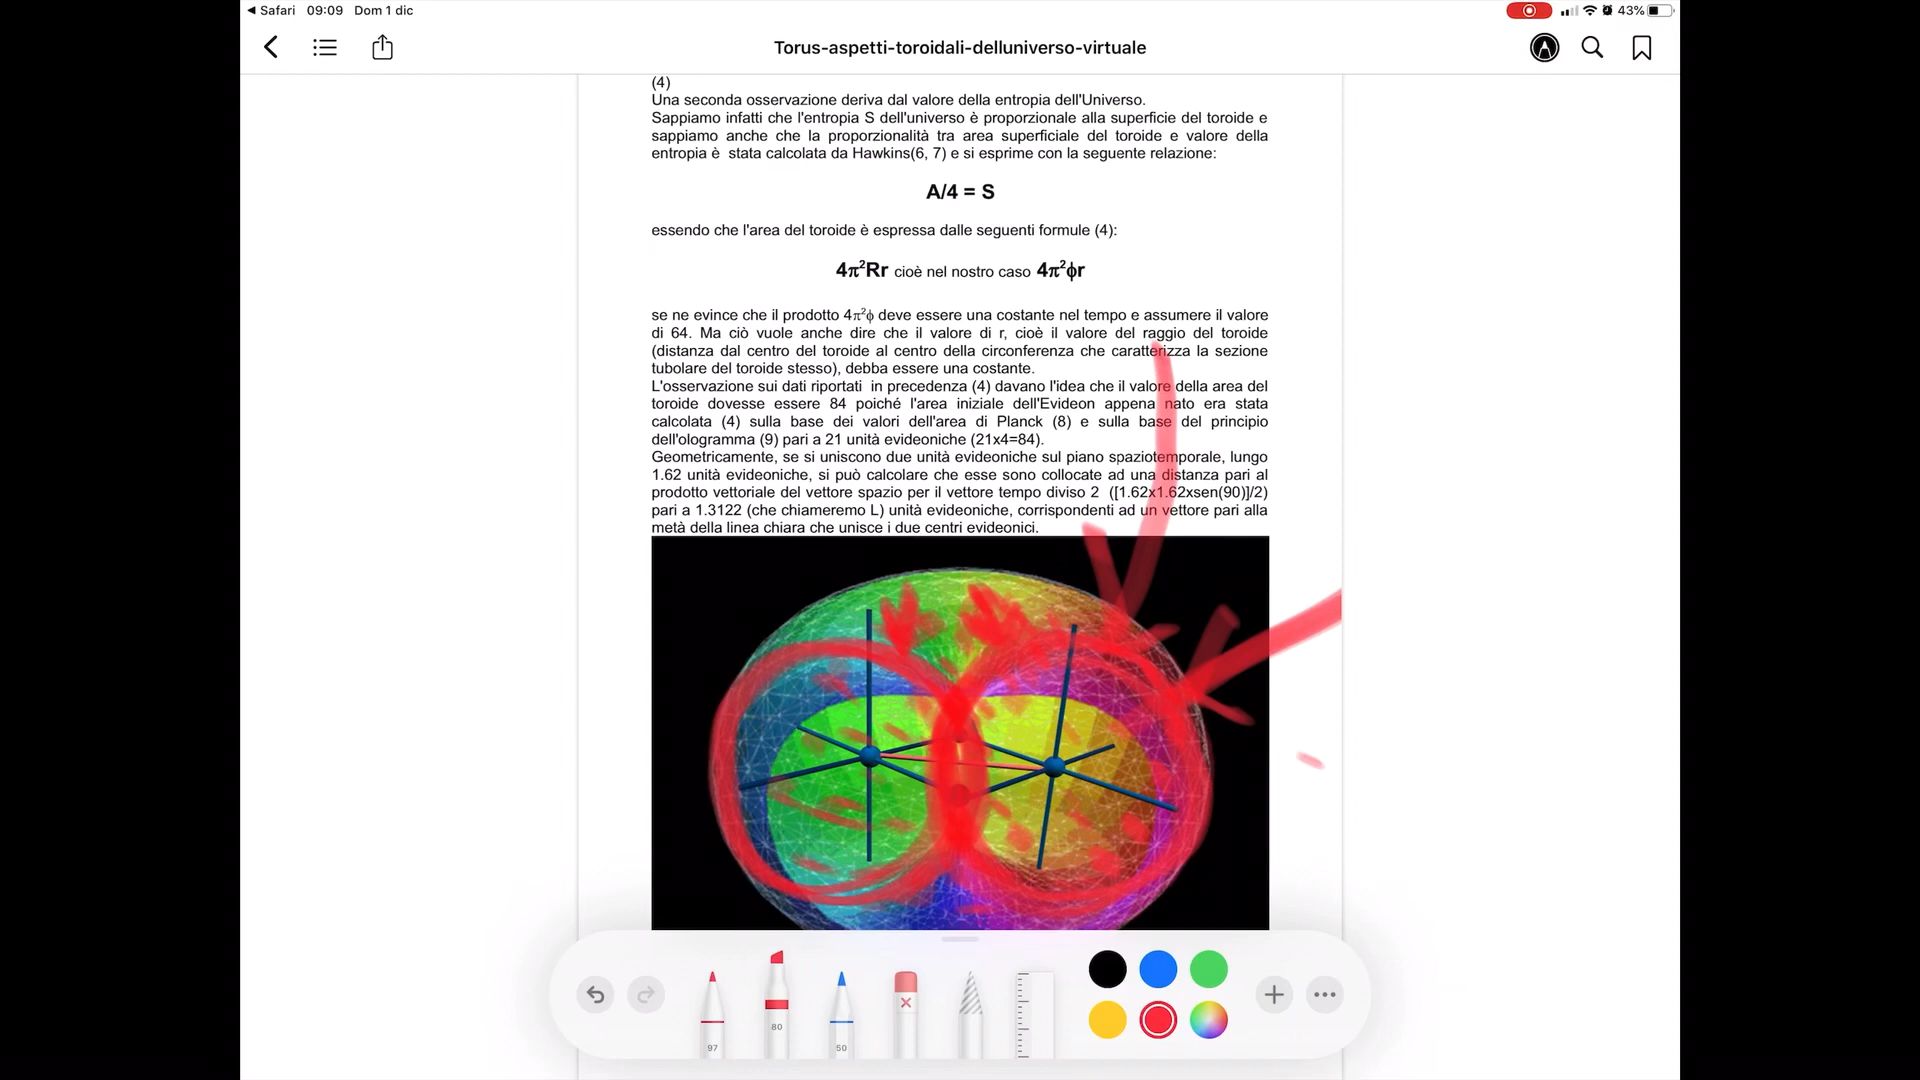 Safari 09:09 Dom 1 dic 43%
Torus-aspetti-toroidali-delluniverso-virtuale
(4)
Una seconda osservazione deriva dal valore della entropia dell'Universo.
Sappiamo infatti che l'entropia S dell'universo è proporzionale alla superficie del toroide e
sappiamo anche che la proporzionalità tra area superficiale del toroide e valore della
entropia è stata calcolata da Hawkins(6, 7) e si esprime con la seguente relazione:
A/4 = S
essendo che l'area del toroide è espressa dalle seguenti formule (4):
4π²Rr cioè nel nostro caso 4π²ϕr
se ne evince che il prodotto 4π²ϕ deve essere una costante nel tempo e assumere il valore
di 64. Ma ciò vuole anche dire che il valore di r, cioè il valore del raggio del toroide
(distanza dal centro del toroide al centro della circonferenza che caratterizza la sezione
tubolare del toroide stesso), debba essere una costante.
L'osservazione sui dati riportati in precedenza (4) davano l'idea che il valore della area del
toroide dovesse essere 84 poiché l'area iniziale dell'Evideon appena nato era stata
calcolata (4) sulla base dei valori dell'area di Planck (8) e sulla base del principio
dell'ologramma (9) pari a 21 unità evideoniche (21x4=84).
Geometricamente, se si uniscono due unità evideoniche sul piano spaziotemporale, lungo
1.62 unità evideoniche, si può calcolare che esse sono collocate ad una distanza pari al
prodotto vettoriale del vettore spazio per il vettore tempo diviso 2 ([1.62x1.62xsen(90)]/2)
pari a 1.3122 (che chiameremo L) unità evideoniche, corrispondenti ad un vettore pari alla
metà della linea chiara che unisce i due centri evideonici.
97 80 50